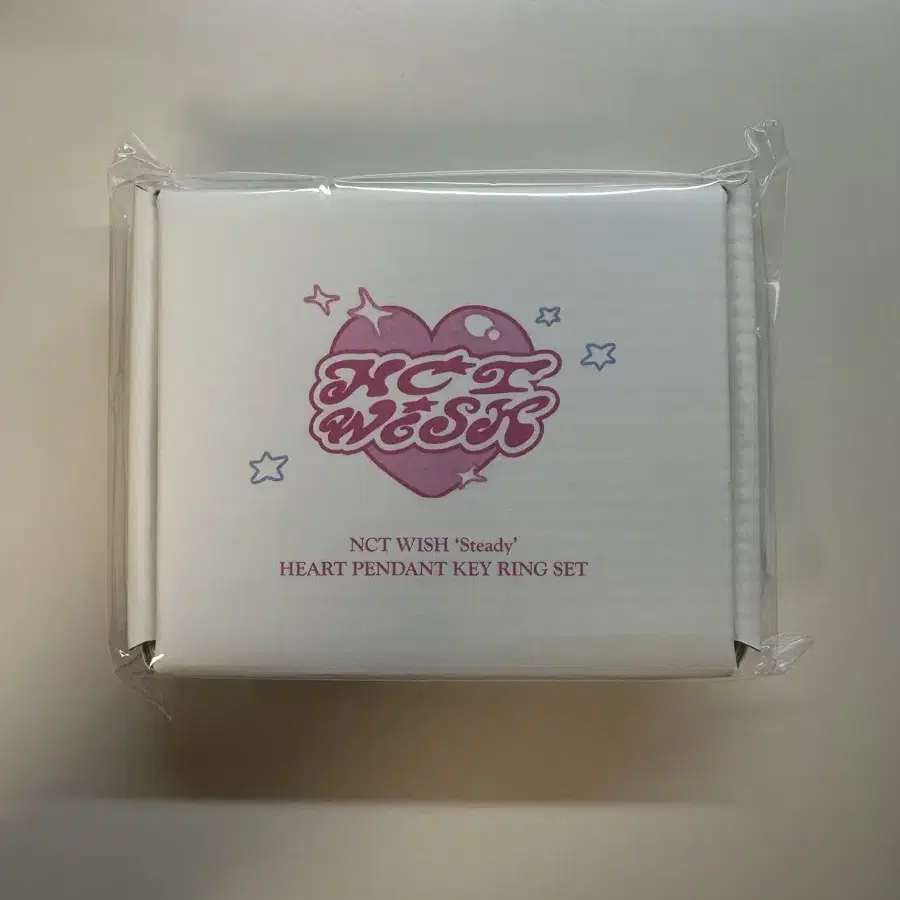 NCT
WiSH
NCT WISH ‘Steady’
HEART PENDANT KEY RING SET